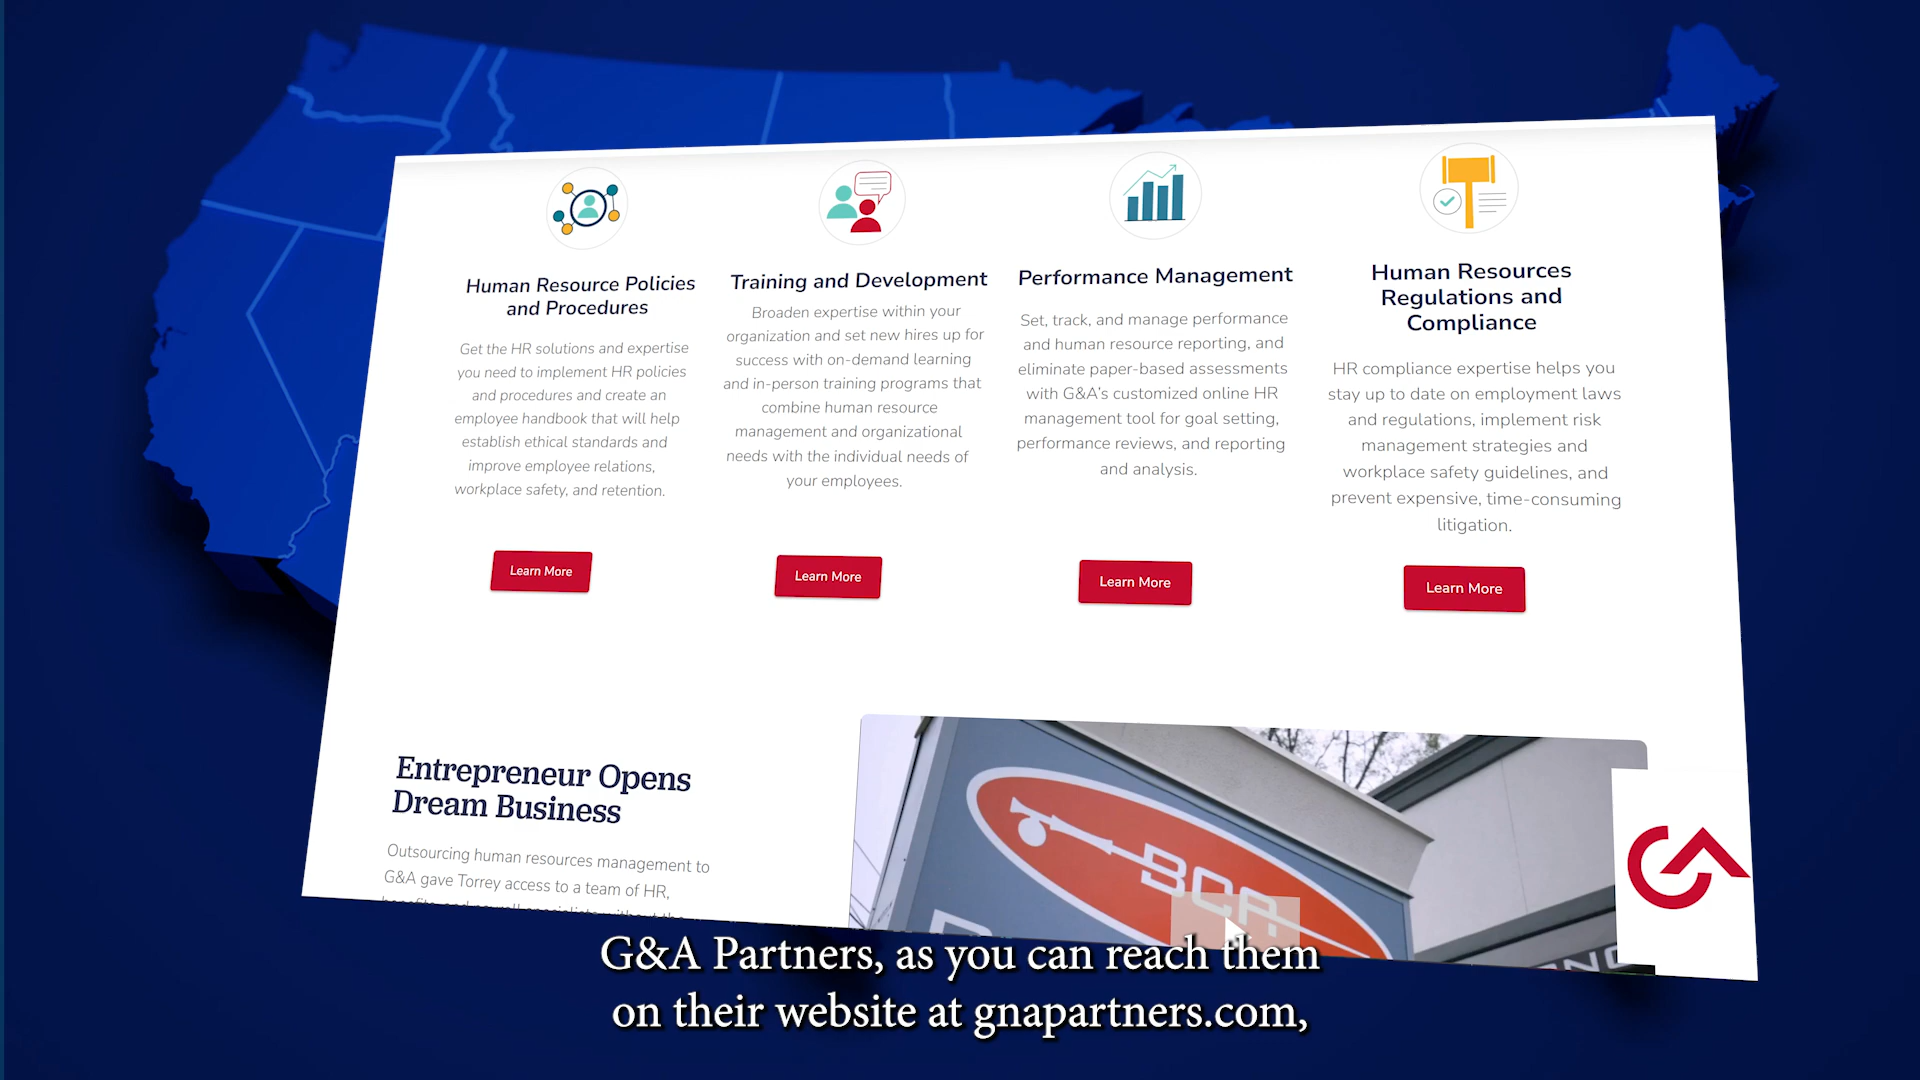 Human Resource Policies
and Procedures
Get the HR solutions and expertise
you need to implement HR policies
and procedures and create an
employee handbook that will help
establish ethical standards and
improve employee relations,
workplace safety, and retention.
Learn More
Training and Development
Broaden expertise within your
organization and set new hires up for
success with on-demand learning
and in-person training programs that
combine human resource
management and organizational
needs with the individual needs of
your employees.
Learn More
Performance Management
Set, track, and manage performance
and human resource reporting, and
eliminate paper-based assessments
with G&A's customized online HR
management tool for goal setting,
performance reviews, and reporting
and analysis.
Learn More
Human Resources
Regulations and
Compliance
HR compliance expertise helps you
stay up to date on employment laws
and regulations, implement risk
management strategies and
workplace safety guidelines, and
prevent expensive, time-consuming
litigation.
Learn More
Entrepreneur Opens
Dream Business
Outsourcing human resources management to
G&A gave Torrey access to a team of HR,
BCA
G&A Partners, as you can reach them
on their website at gnapartners.com,